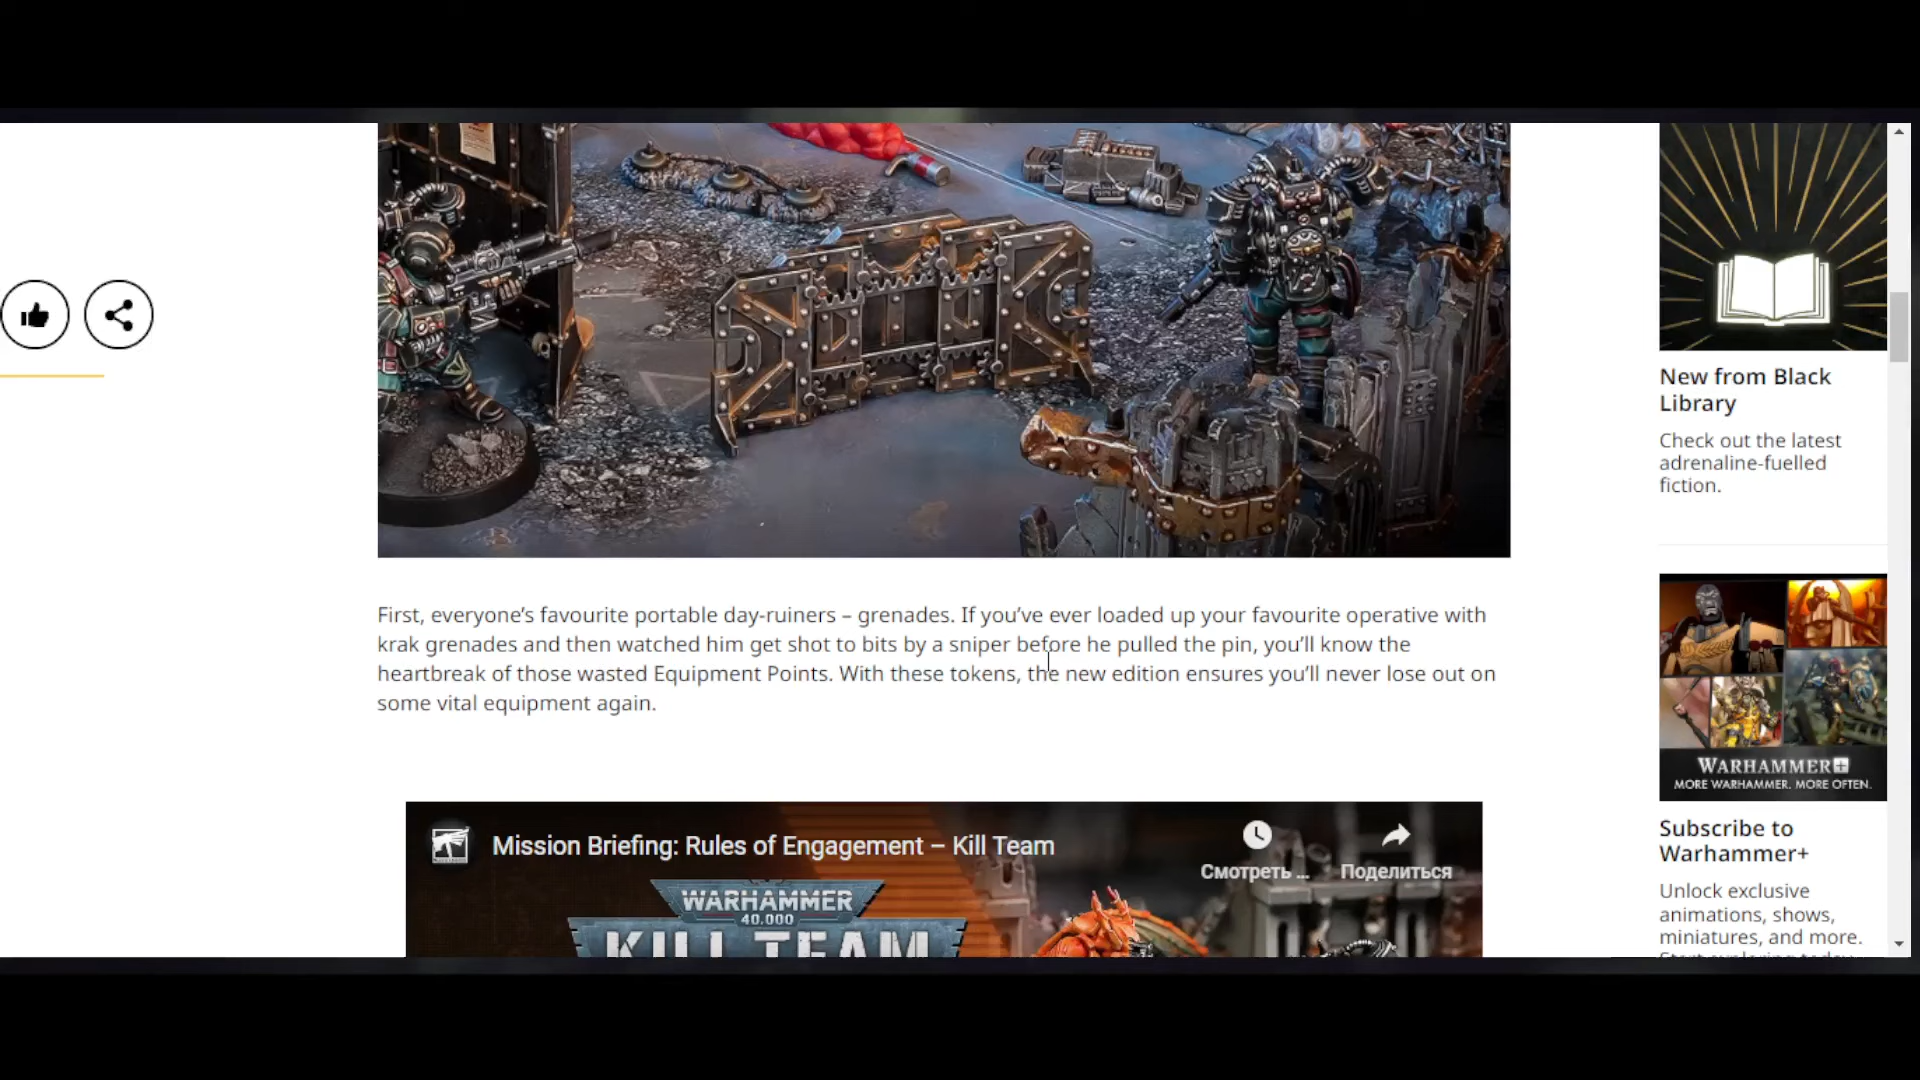 First, everyone’s favourite portable day-ruiners – grenades. If you’ve ever loaded up your favourite operative with
krak grenades and then watched him get shot to bits by a sniper before he pulled the pin, you’ll know the
heartbreak of those wasted Equipment Points. With these tokens, the new edition ensures you’ll never lose out on
some vital equipment again.
Mission Briefing: Rules of Engagement – Kill Team
Смотреть ...
Поделиться
WARHAMMER
40.000
KILL TEAM
New from Black
Library
Check out the latest
adrenaline-fuelled
fiction.
WARHAMMER+
MORE WARHAMMER. MORE OFTEN.
Subscribe to
Warhammer+
Unlock exclusive
animations, shows,
miniatures, and more.